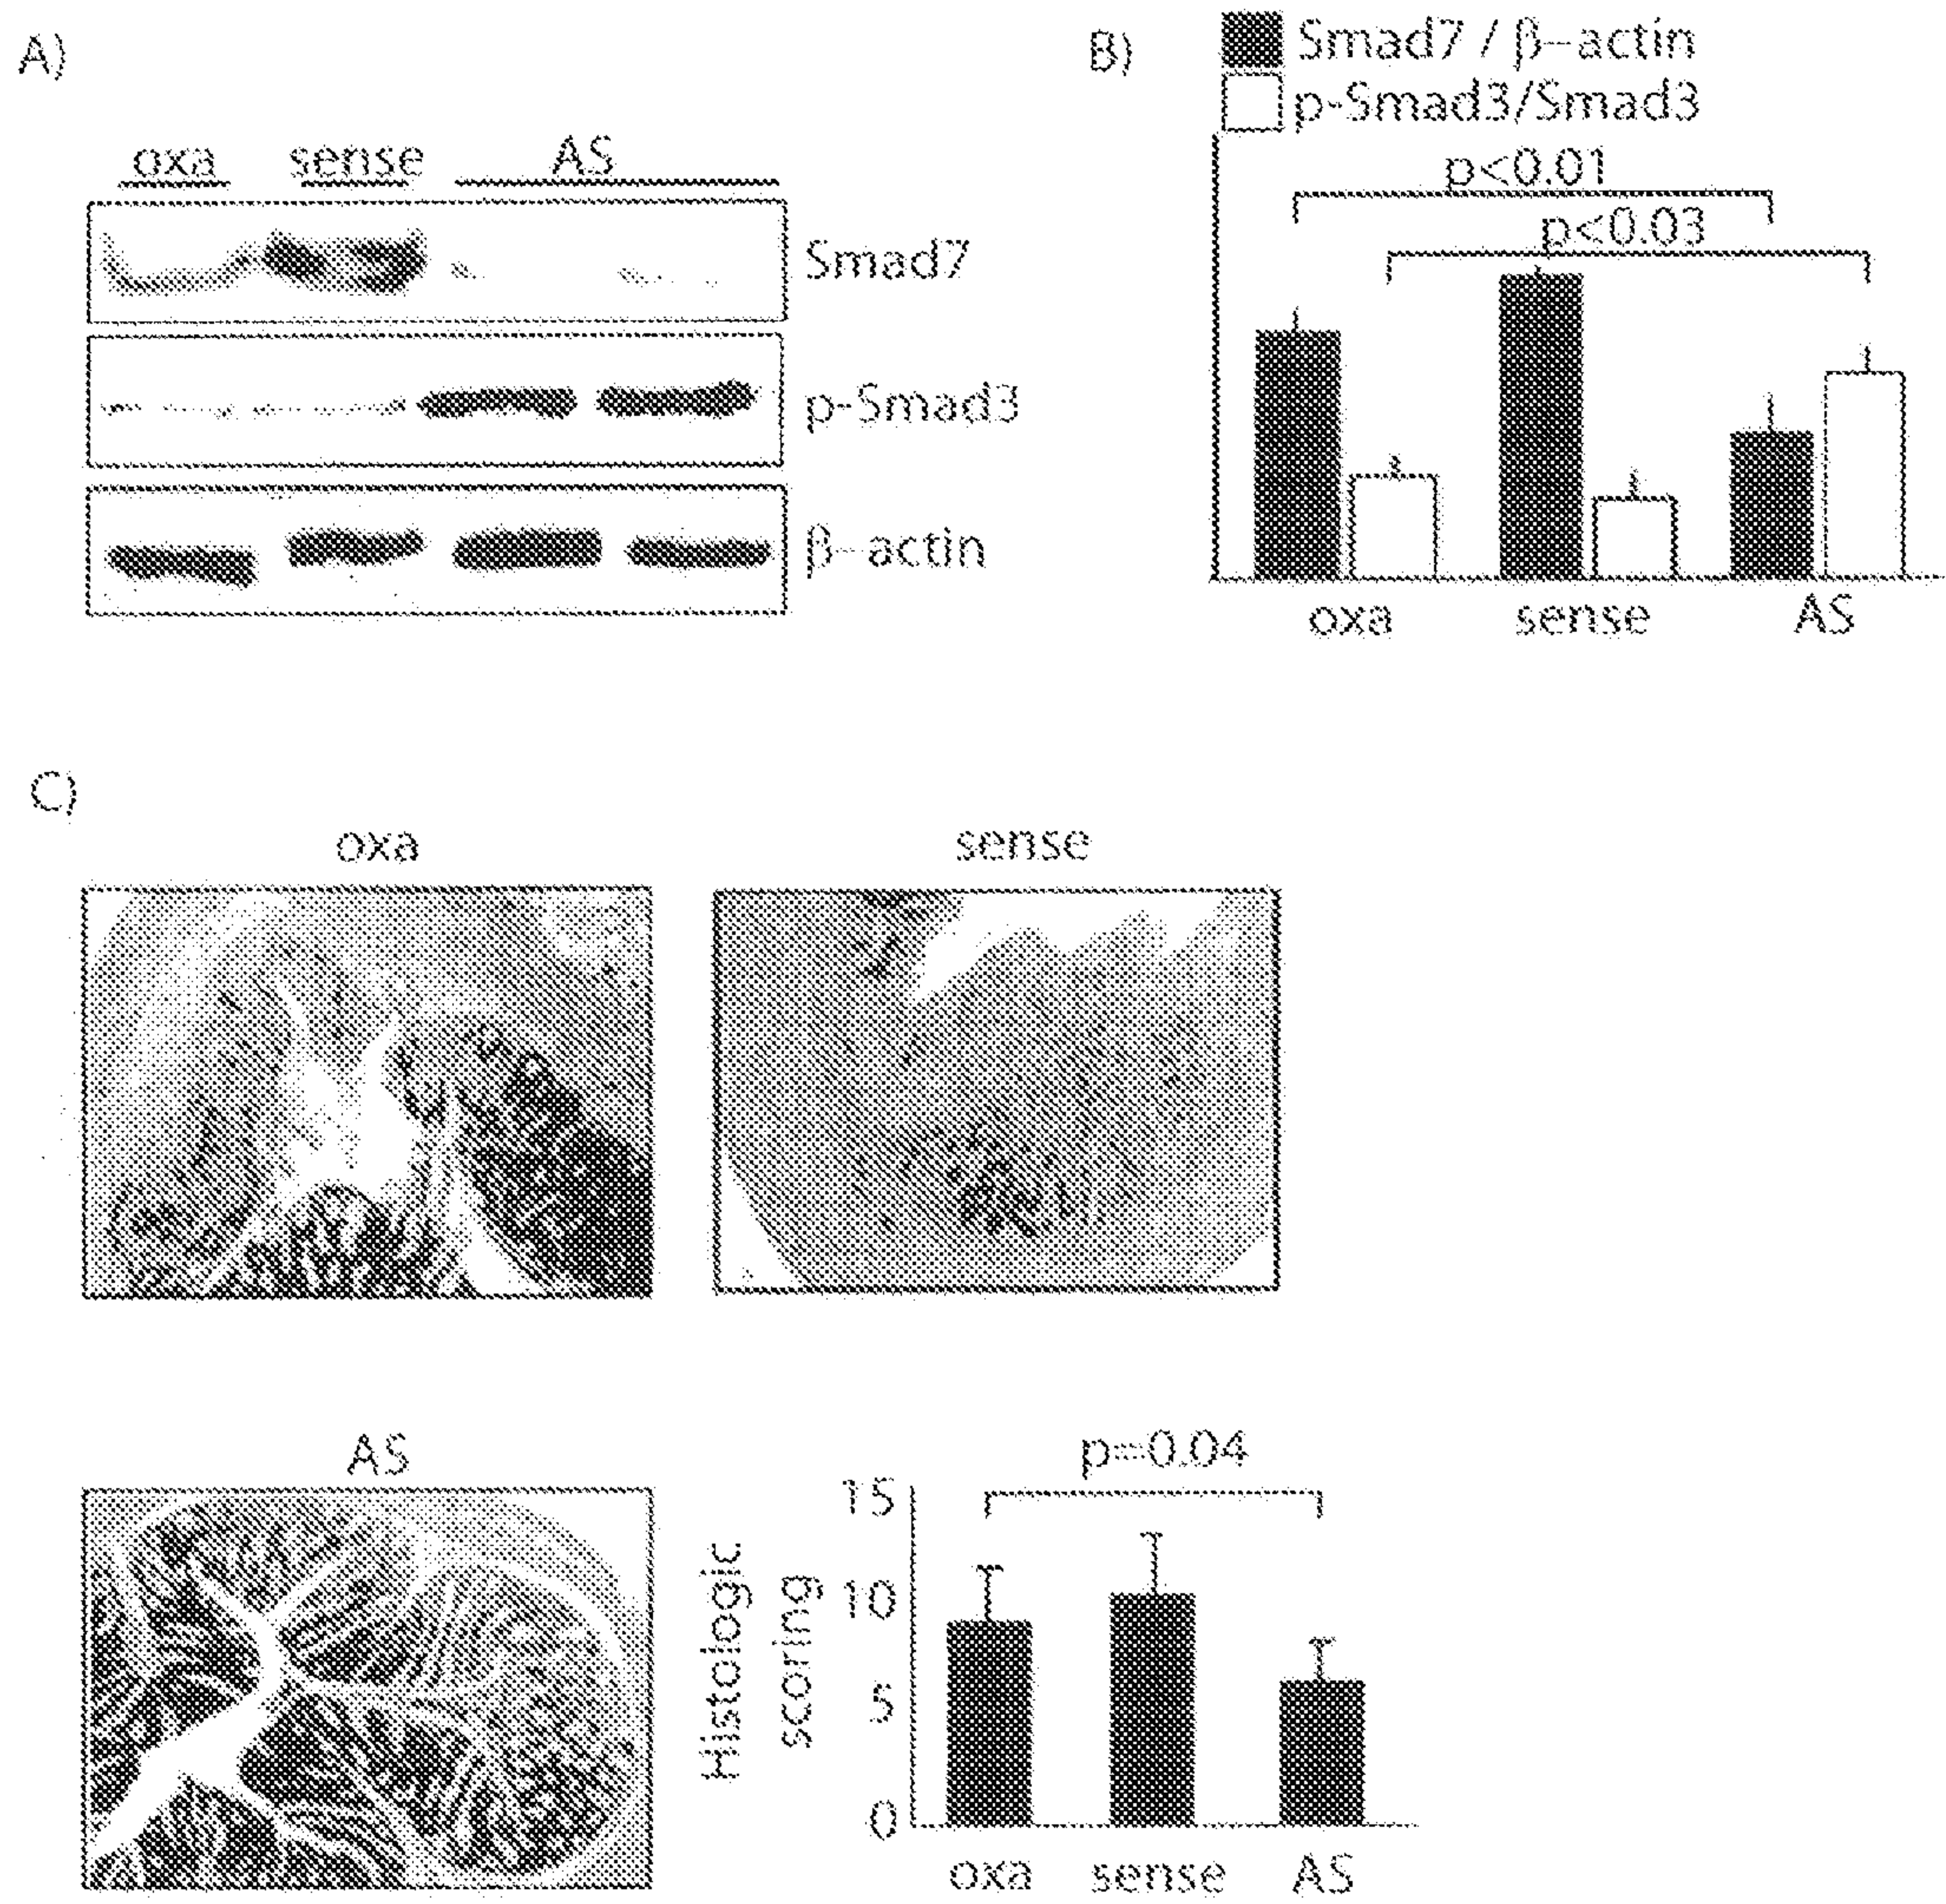 A)
oxa sense AS
Smad7
p-Smad3
β-actin
B)
Smad7 / β-actin
p-Smad3/Smad3
p<0.01
p<0.03
oxa sense AS
C)
oxa sense
AS
p=0.04
Histologic
scoring
15
10
5
0
oxa sense AS